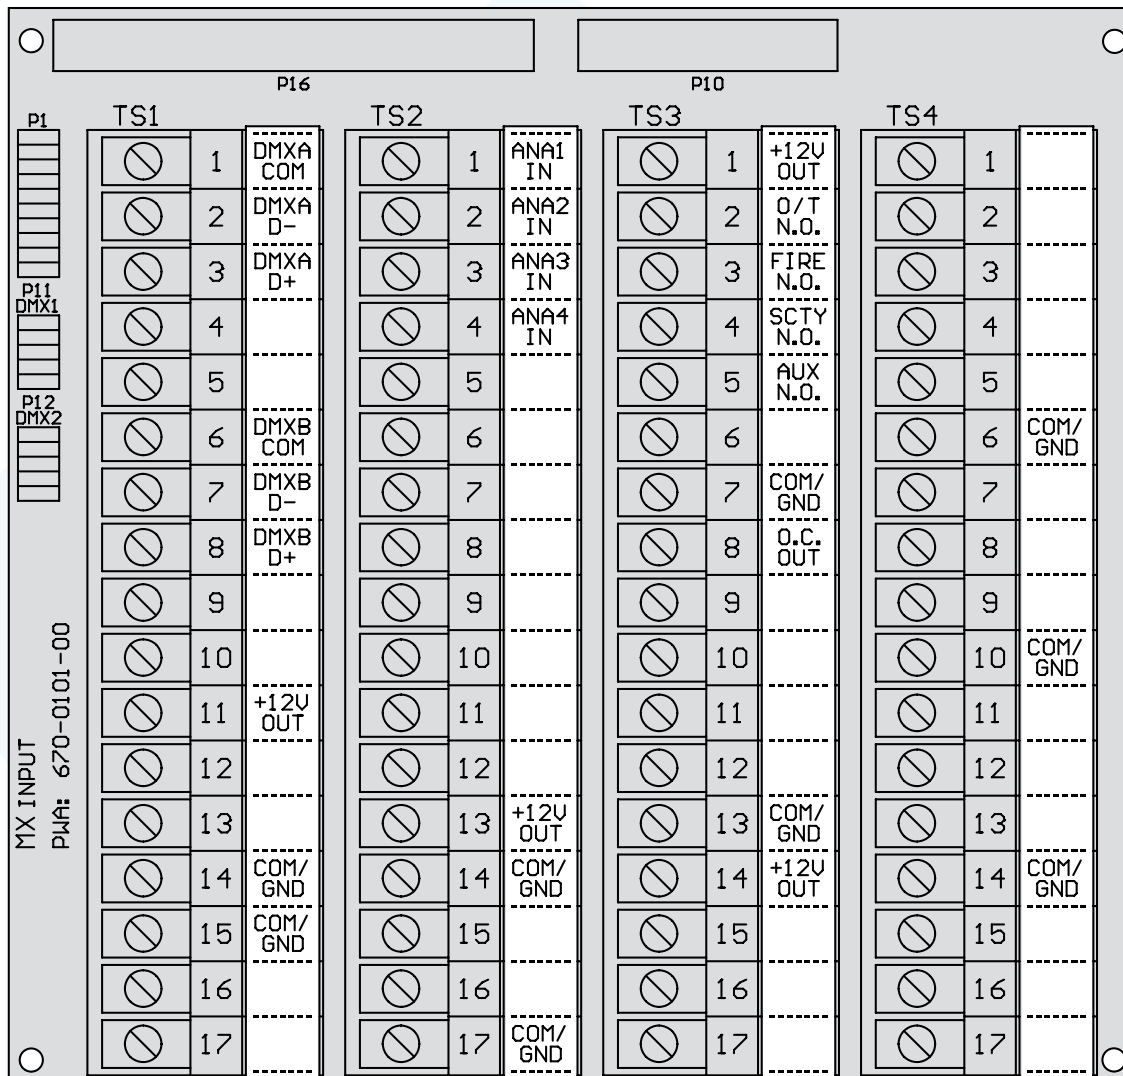 P16
P10
P1
P11
DMX1
P12
DMX2
MX INPUT
PWA: 670-0101-00
TS1
1 DMXA
COM
2 DMXA
D-
3 DMXA
D+
4
5
6 DMXB
COM
7 DMXB
D-
8 DMXB
D+
9
10
11 +12V
OUT
12
13
14 COM/
GND
15 COM/
GND
16
17
TS2
1 ANA1
IN
2 ANA2
IN
3 ANA3
IN
4 ANA4
IN
5
6
7
8
9
10
11
12
13 +12V
OUT
14 COM/
GND
15
16
17 COM/
GND
TS3
1 +12V
OUT
2 O/T
N.O.
3 FIRE
N.O.
4 SCTY
N.O.
5 AUX
N.O.
6
7 COM/
GND
8 O.C.
OUT
9
10
11
12
13 COM/
GND
14 +12V
OUT
15
16
17
TS4
1
2
3
4
5
6 COM/
GND
7
8
9
10 COM/
GND
11
12
13
14 COM/
GND
15
16
17